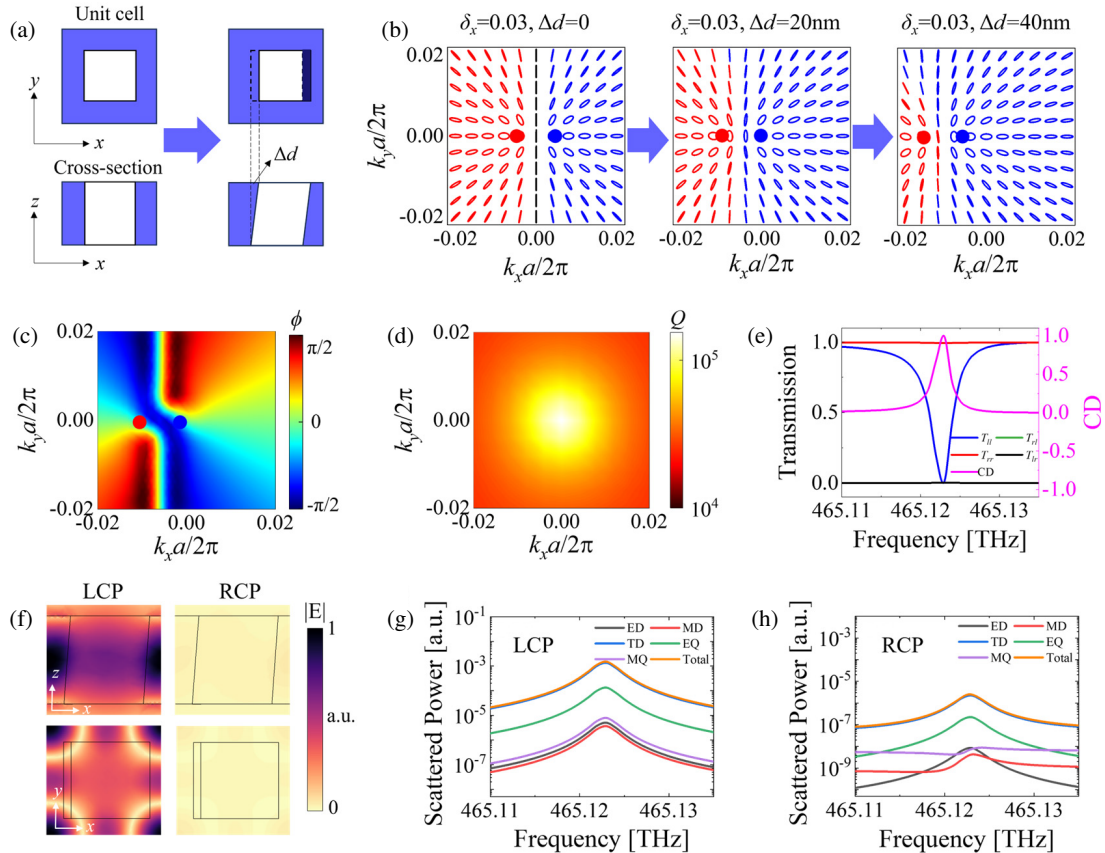 (a)
Unit cell
y
x
Cross-section
Δd
z
x
(b)
δx=0.03, Δd=0
δx=0.03, Δd=20nm
δx=0.03, Δd=40nm
0.02
0.00
-0.02
kya/2π
-0.02 0.00 0.02
-0.02 0.00 0.02
-0.02 0.00 0.02
kxa/2π
kxa/2π
kxa/2π
(c)
0.02
0.00
-0.02
kya/2π
-0.02 0.00 0.02
kxa/2π
ϕ
π/2
0
-π/2
(d)
0.02
0.00
-0.02
kya/2π
-0.02 0.00 0.02
kxa/2π
Q
10^5
10^4
(e)
Transmission
1.0
0.5
0.0
1.0
0.5
0.0
-0.5
-1.0
CD
Tll Trl
Trr Tlr
CD
465.11 465.12 465.13
Frequency [THz]
(f)
LCP RCP
z
x
y
x
|E|
1
a.u.
0
(g)
Scattered Power [a.u.]
10^-1
10^-3
10^-5
10^-7
LCP
ED MD
TD EQ
MQ Total
465.11 465.12 465.13
Frequency [THz]
(h)
Scattered Power [a.u.]
10^-3
10^-5
10^-7
10^-9
RCP
ED MD
TD EQ
MQ Total
465.11 465.12 465.13
Frequency [THz]